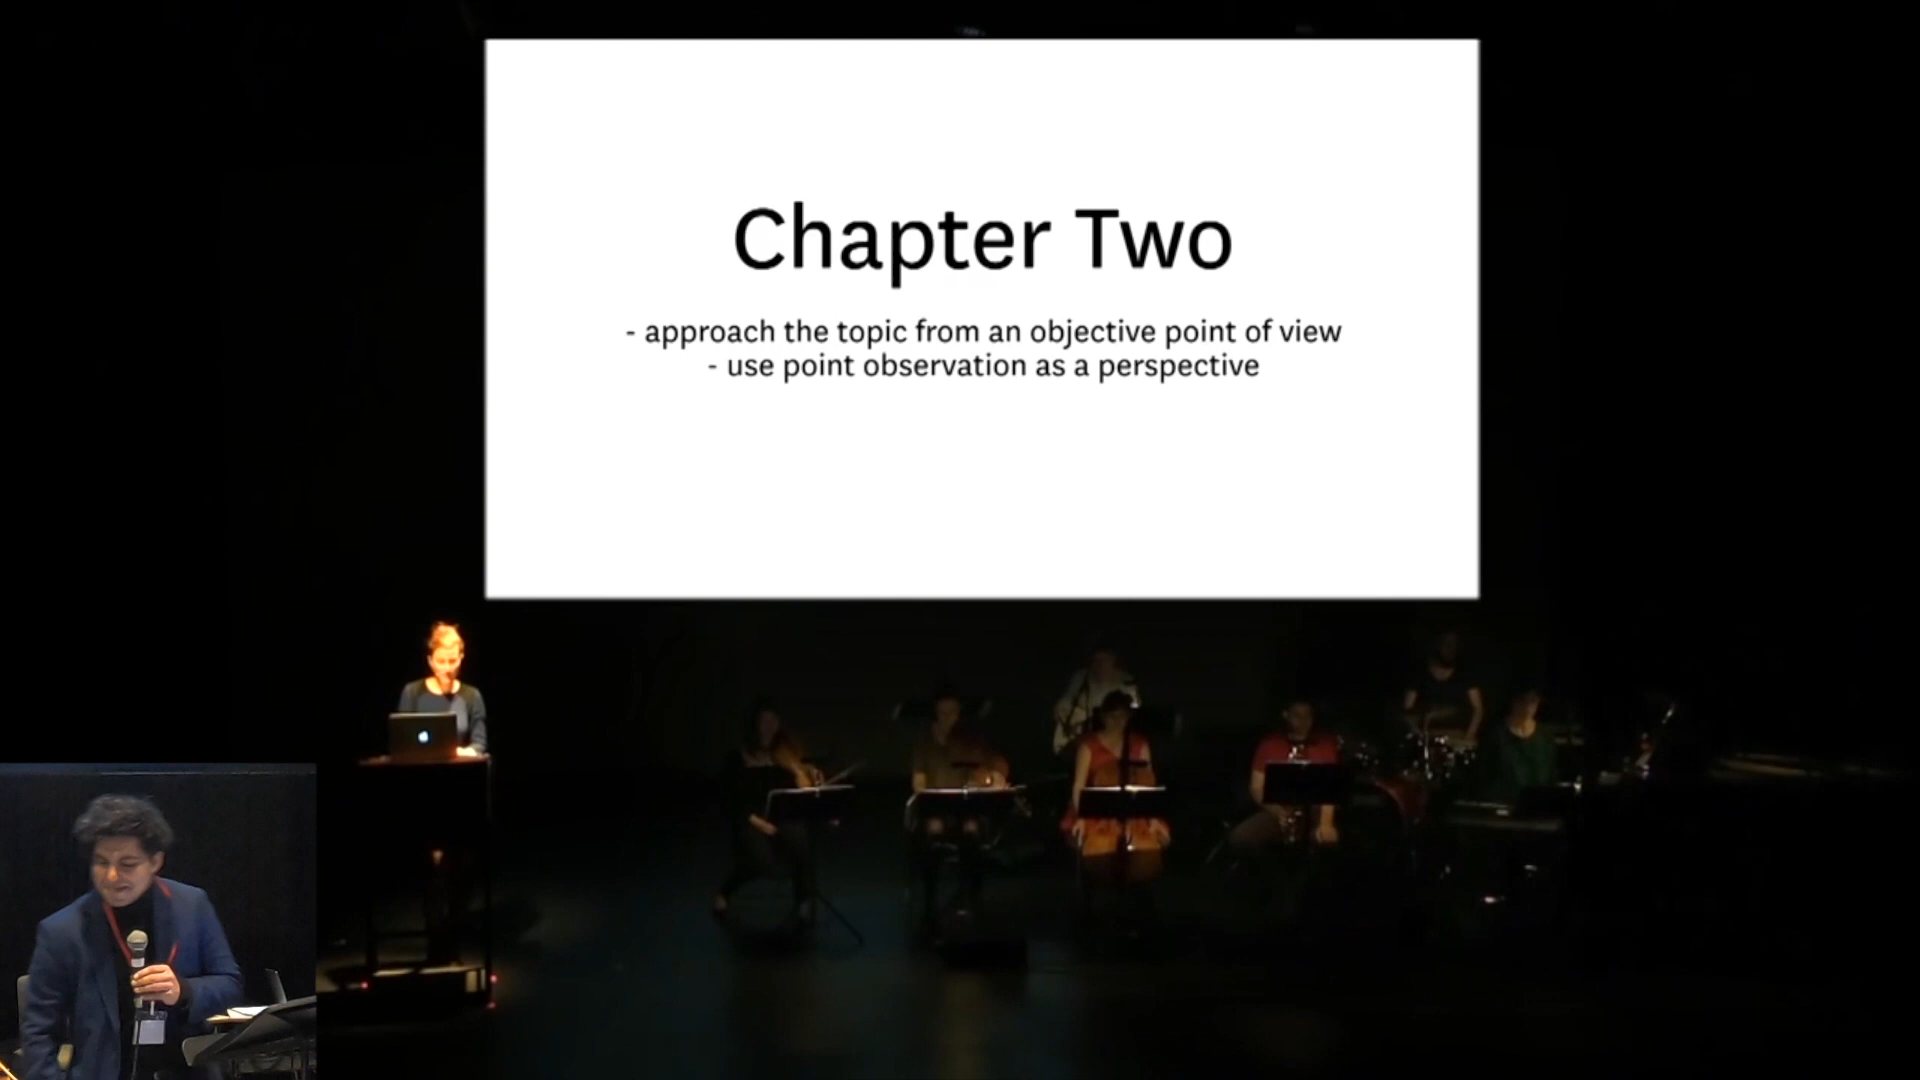 Chapter Two
- approach the topic from an objective point of view
- use point observation as a perspective